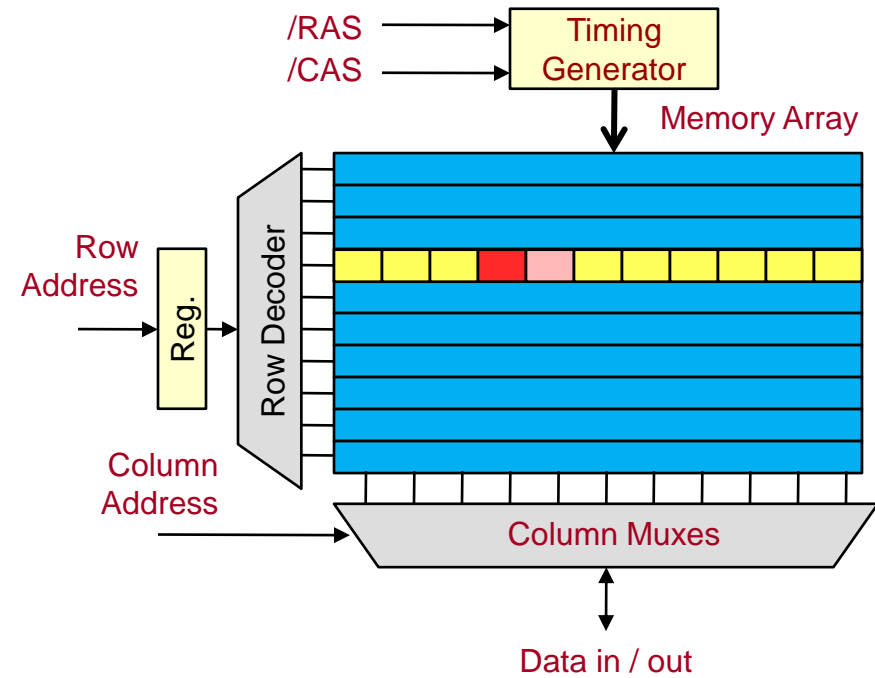 /RAS
/CAS
Timing
Generator
Memory Array
Row
Address
Reg.
Row Decoder
Column
Address
Column Muxes
Data in / out